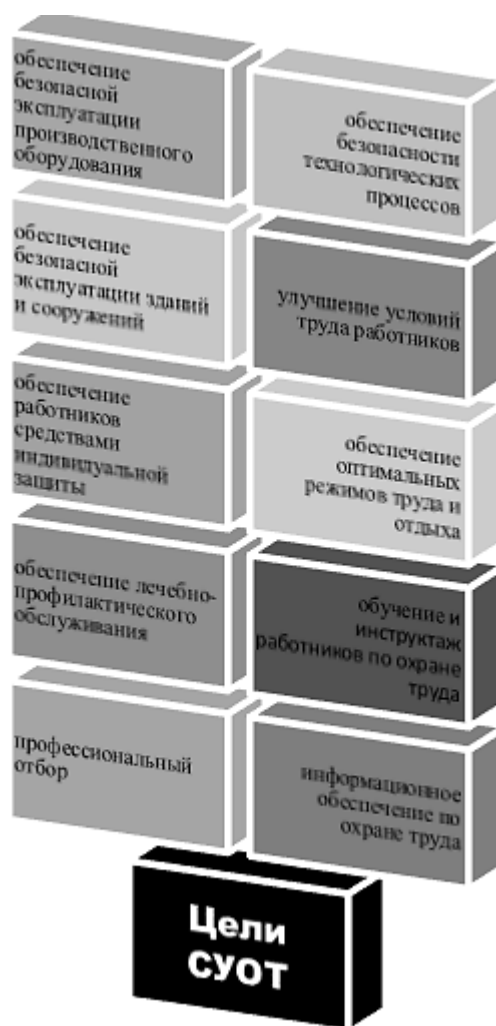 обеспечение
безопасной
эксплуатации
производственного
оборудования
обеспечение
безопасности
технологических
процессов
обеспечение
безопасной
эксплуатации зданий
и сооружений
улучшение условий
труда работников
обеспечение
работников
средствами
индивидуальной
защиты
обеспечение
оптимальных
режимов труда и
отдыха
обеспечение лечебно-
профилактического
обслуживания
обучение и
инструктаж
работников по охране
труда
профессиональный
отбор
информационное
обеспечение по
охране труда
Цели
СУОТ